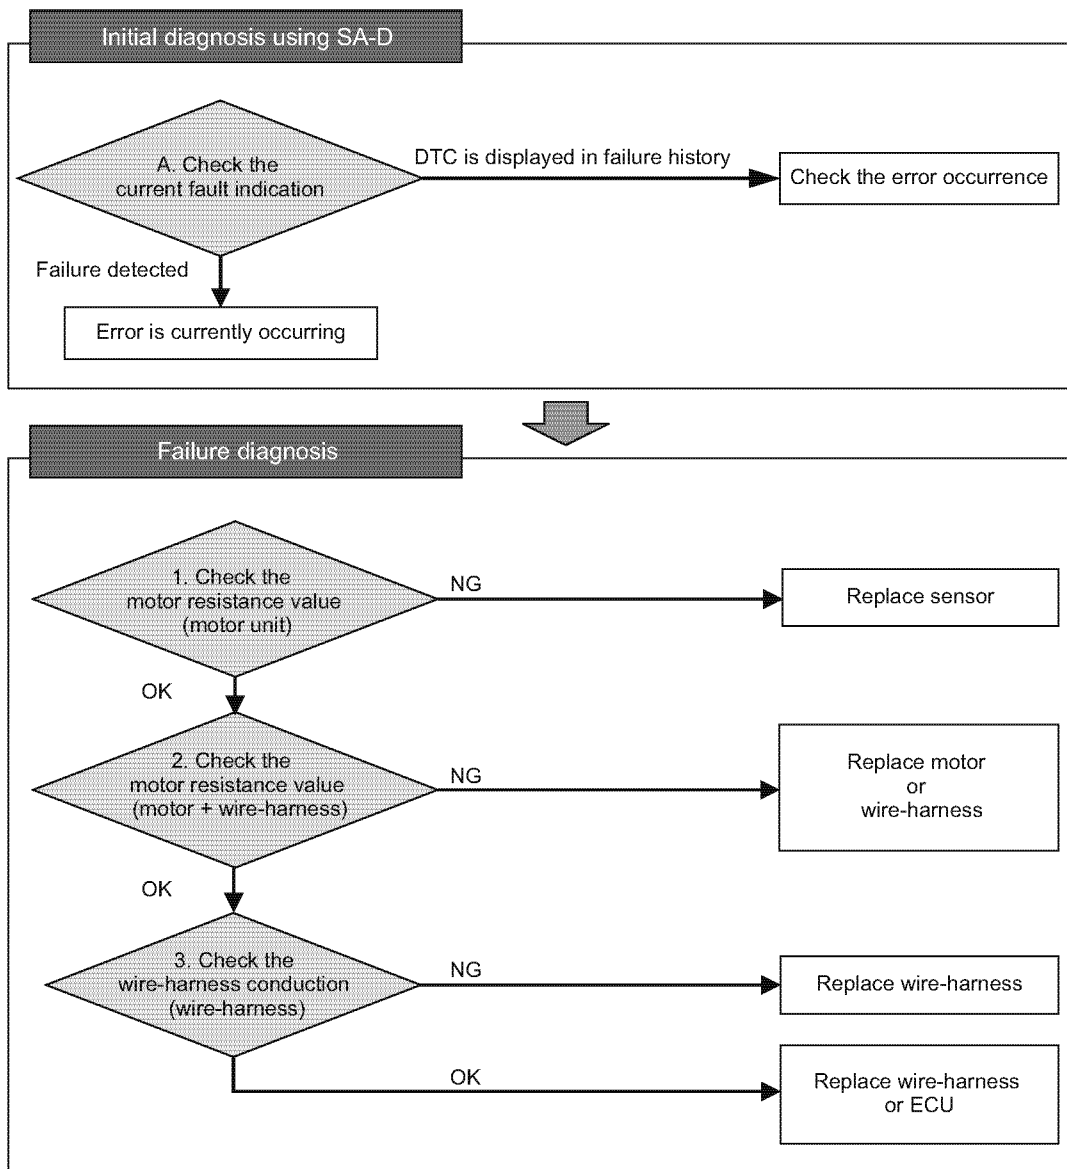 Initial diagnosis using SA-D
A. Check the
current fault indication
DTC is displayed in failure history
Check the error occurrence
Failure detected
Error is currently occurring
Failure diagnosis
1. Check the
motor resistance value
(motor unit)
NG
Replace sensor
OK
2. Check the
motor resistance value
(motor + wire-harness)
NG
Replace motor
or
wire-harness
OK
3. Check the
wire-harness conduction
(wire-harness)
NG
Replace wire-harness
OK
Replace wire-harness
or ECU